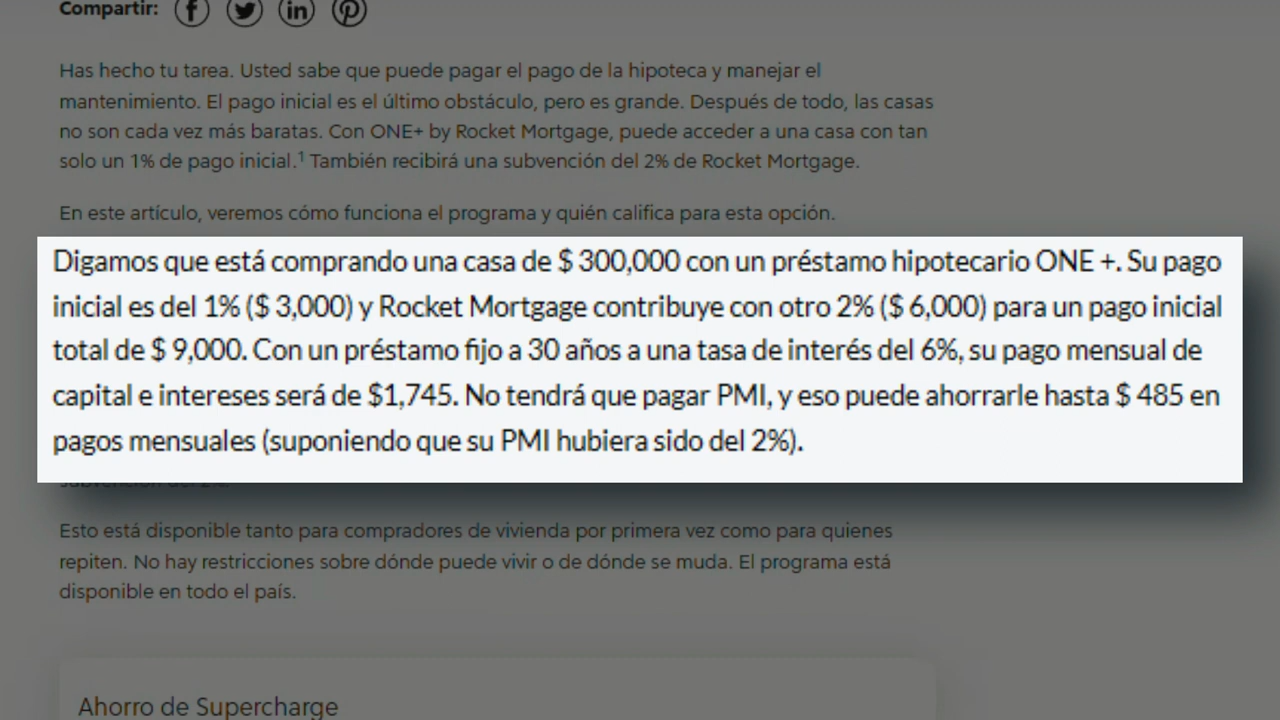 Compartir:
Has hecho tu tarea. Usted sabe que puede pagar el pago de la hipoteca y manejar el
mantenimiento. El pago inicial es el último obstáculo, pero es grande. Después de todo, las casas
no son cada vez más baratas. Con ONE+ by Rocket Mortgage, puede acceder a una casa con tan
solo un 1% de pago inicial.¹ También recibirá una subvención del 2% de Rocket Mortgage.
En este artículo, veremos cómo funciona el programa y quién califica para esta opción.
Digamos que está comprando una casa de $ 300,000 con un préstamo hipotecario ONE +. Su pago
inicial es del 1% ($ 3,000) y Rocket Mortgage contribuye con otro 2% ($ 6,000) para un pago inicial
total de $ 9,000. Con un préstamo fijo a 30 años a una tasa de interés del 6%, su pago mensual de
capital e intereses será de $1,745. No tendrá que pagar PMI, y eso puede ahorrarle hasta $ 485 en
pagos mensuales (suponiendo que su PMI hubiera sido del 2%).
Esto está disponible tanto para compradores de vivienda por primera vez como para quienes
repiten. No hay restricciones sobre dónde puede vivir o de dónde se muda. El programa está
disponible en todo el país.
Ahorro de Supercharge